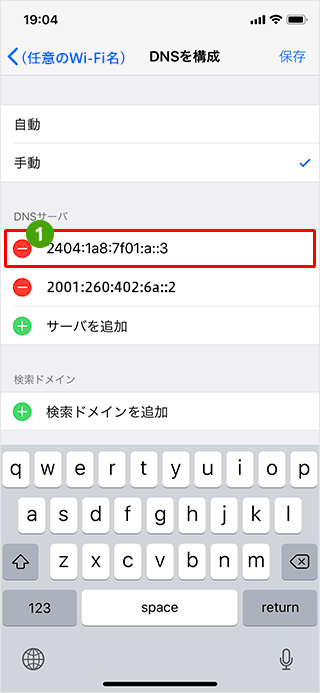 19:04
(任意のWi-Fi名)
DNSを構成
保存
自動
手動
DNSサーバ
1
2404:1a8:7f01:a::3
2001:260:402:6a::2
サーバを追加
検索ドメイン
検索ドメインを追加
q w e r t y u i o p
a s d f g h j k l
z x c v b n m
123 space return